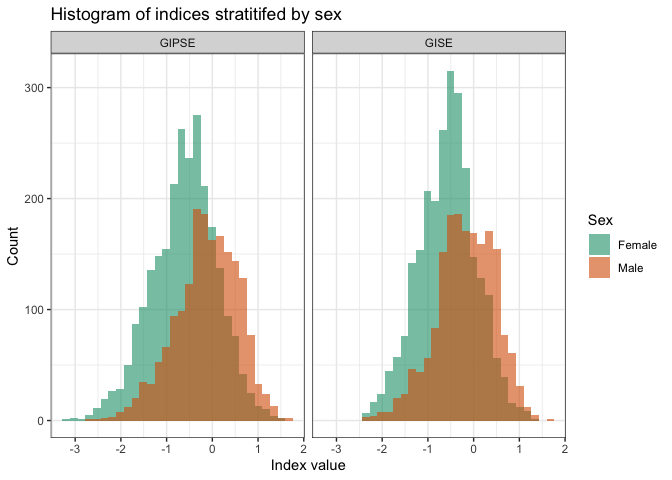 Histogram of indices stratitifed by sex
GIPSE
GISE
300
200
100
0
Count
-3 -2 -1 0 1 2
-3 -2 -1 0 1 2
Index value
Sex
Female
Male